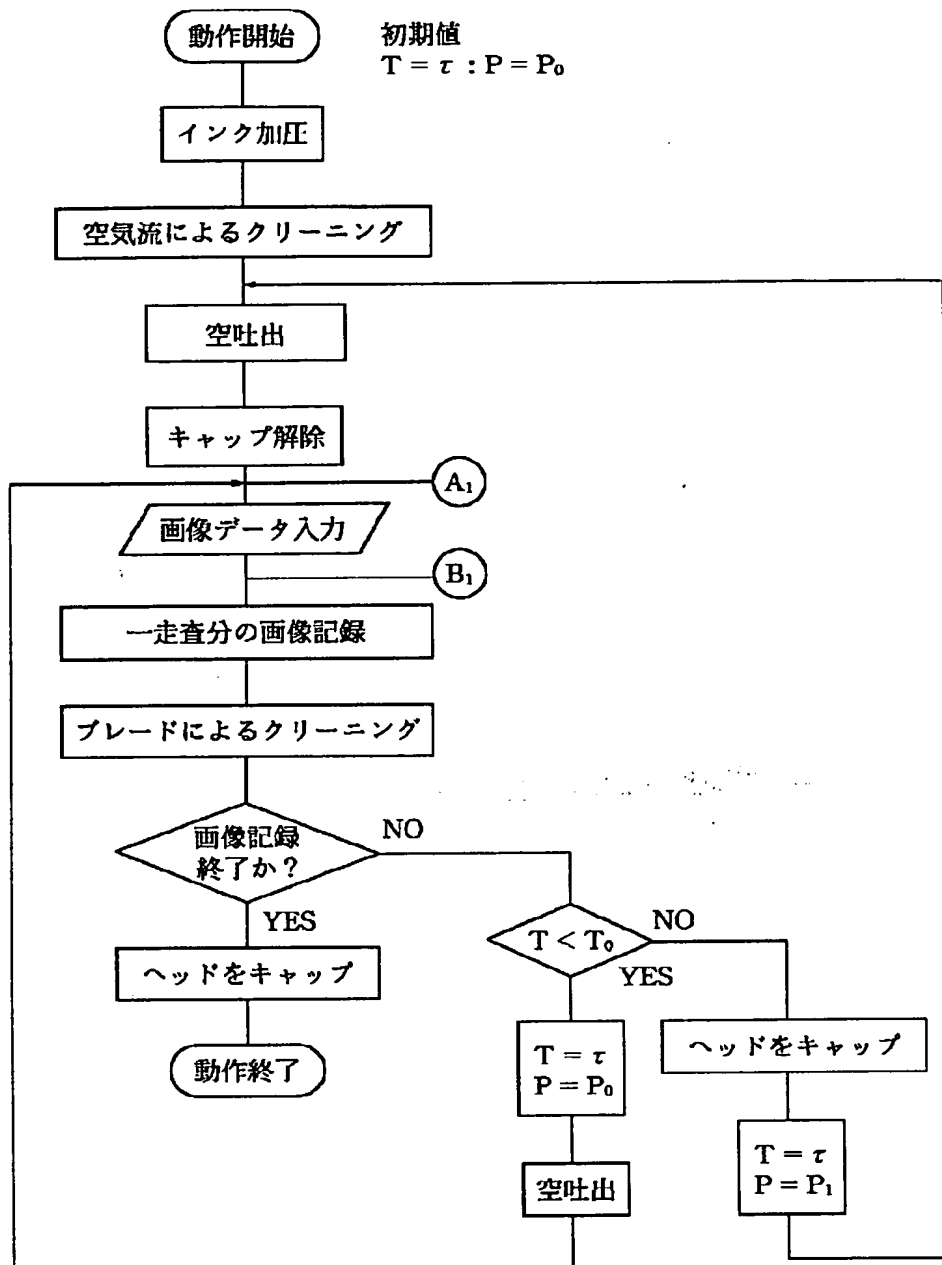 動作開始
初期値
T = τ : P = P₀
インク加圧
空気流によるクリーニング
空吐出
キャップ解除
A₁
画像データ入力
B₁
一走査分の画像記録
ブレードによるクリーニング
画像記録
終了か?
NO
YES
T < T₀
NO
YES
ヘッドをキャップ
動作終了
T = τ
P = P₀
空吐出
ヘッドをキャップ
T = τ
P = P₁